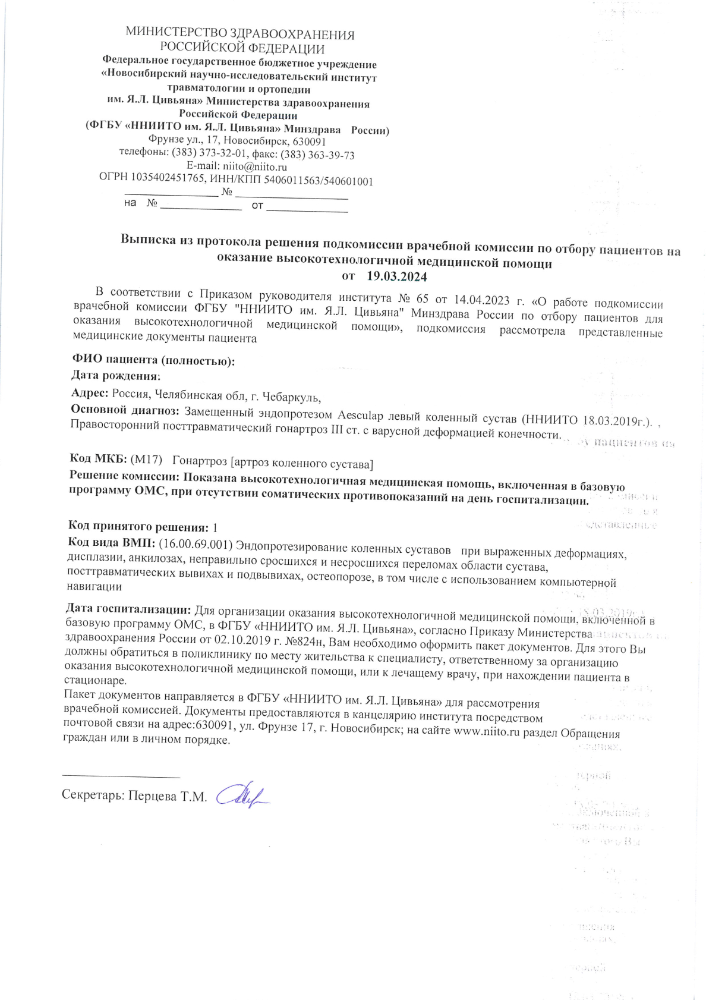 МИНИСТЕРСТВО ЗДРАВООХРАНЕНИЯ
РОССИЙСКОЙ ФЕДЕРАЦИИ
Федеральное государственное бюджетное учреждение
«Новосибирский научно-исследовательский институт
травматологии и ортопедии
им. Я.Л. Цивьяна» Министерства здравоохранения
Российской Федерации
(ФГБУ «ННИИТО им. Я.Л. Цивьяна» Минздрава России)
Фрунзе ул., 17, Новосибирск, 630091
телефоны: (383) 373-32-01, факс: (383) 363-39-73
E-mail: niito@niito.ru
ОГРН 1035402451765, ИНН/КПП 5406011563/540601001
________________ № ___________________
на № ______________ от ______________
Выписка из протокола решения подкомиссии врачебной комиссии по отбору пациентов на
оказание высокотехнологичной медицинской помощи
от 19.03.2024
В соответствии с Приказом руководителя института № 65 от 14.04.2023 г. «О работе подкомиссии
врачебной комиссии ФГБУ "ННИИТО им. Я.Л. Цивьяна" Минздрава России по отбору пациентов для
оказания высокотехнологичной медицинской помощи», подкомиссия рассмотрела представленные
медицинские документы пациента
ФИО пациента (полностью):
Дата рождения:
Адрес: Россия, Челябинская обл, г. Чебаркуль,
Основной диагноз: Замещенный эндопротезом Aesculap левый коленный сустав (ННИИТО 18.03.2019г.). ,
Правосторонний посттравматический гонартроз III ст. с варусной деформацией конечности.
Код МКБ: (M17) Гонартроз [артроз коленного сустава]
Решение комиссии: Показана высокотехнологичная медицинская помощь, включенная в базовую
программу ОМС, при отсутствии соматических противопоказаний на день госпитализации.
Код принятого решения: 1
Код вида ВМП: (16.00.69.001) Эндопротезирование коленных суставов при выраженных деформациях,
дисплазии, анкилозах, неправильно сросшихся и несросшихся переломах области сустава,
посттравматических вывихах и подвывихах, остеопорозе, в том числе с использованием компьютерной
навигации
Дата госпитализации: Для организации оказания высокотехнологичной медицинской помощи, включенной в
базовую программу ОМС, в ФГБУ «ННИИТО им. Я.Л. Цивьяна», согласно Приказу Министерства
здравоохранения России от 02.10.2019 г. №824н, Вам необходимо оформить пакет документов. Для этого Вы
должны обратиться в поликлинику по месту жительства к специалисту, ответственному за организацию
оказания высокотехнологичной медицинской помощи, или к лечащему врачу, при нахождении пациента в
стационаре.
Пакет документов направляется в ФГБУ «ННИИТО им. Я.Л. Цивьяна» для рассмотрения
врачебной комиссией. Документы предоставляются в канцелярию института посредством
почтовой связи на адрес:630091, ул. Фрунзе 17, г. Новосибирск; на сайте www.niito.ru раздел Обращения
граждан или в личном порядке.
Секретарь: Перцева Т.М.